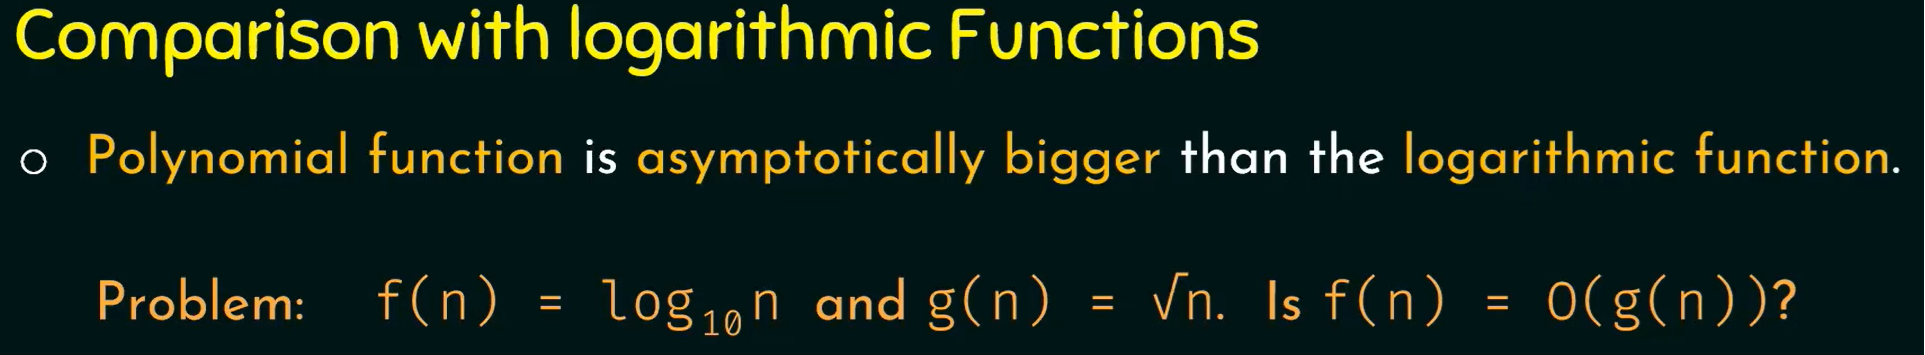 Comparison with logarithmic Functions
○ Polynomial function is asymptotically bigger than the logarithmic function.
Problem: f(n) = log₁₀n and g(n) = √n. Is f(n) = O(g(n))?